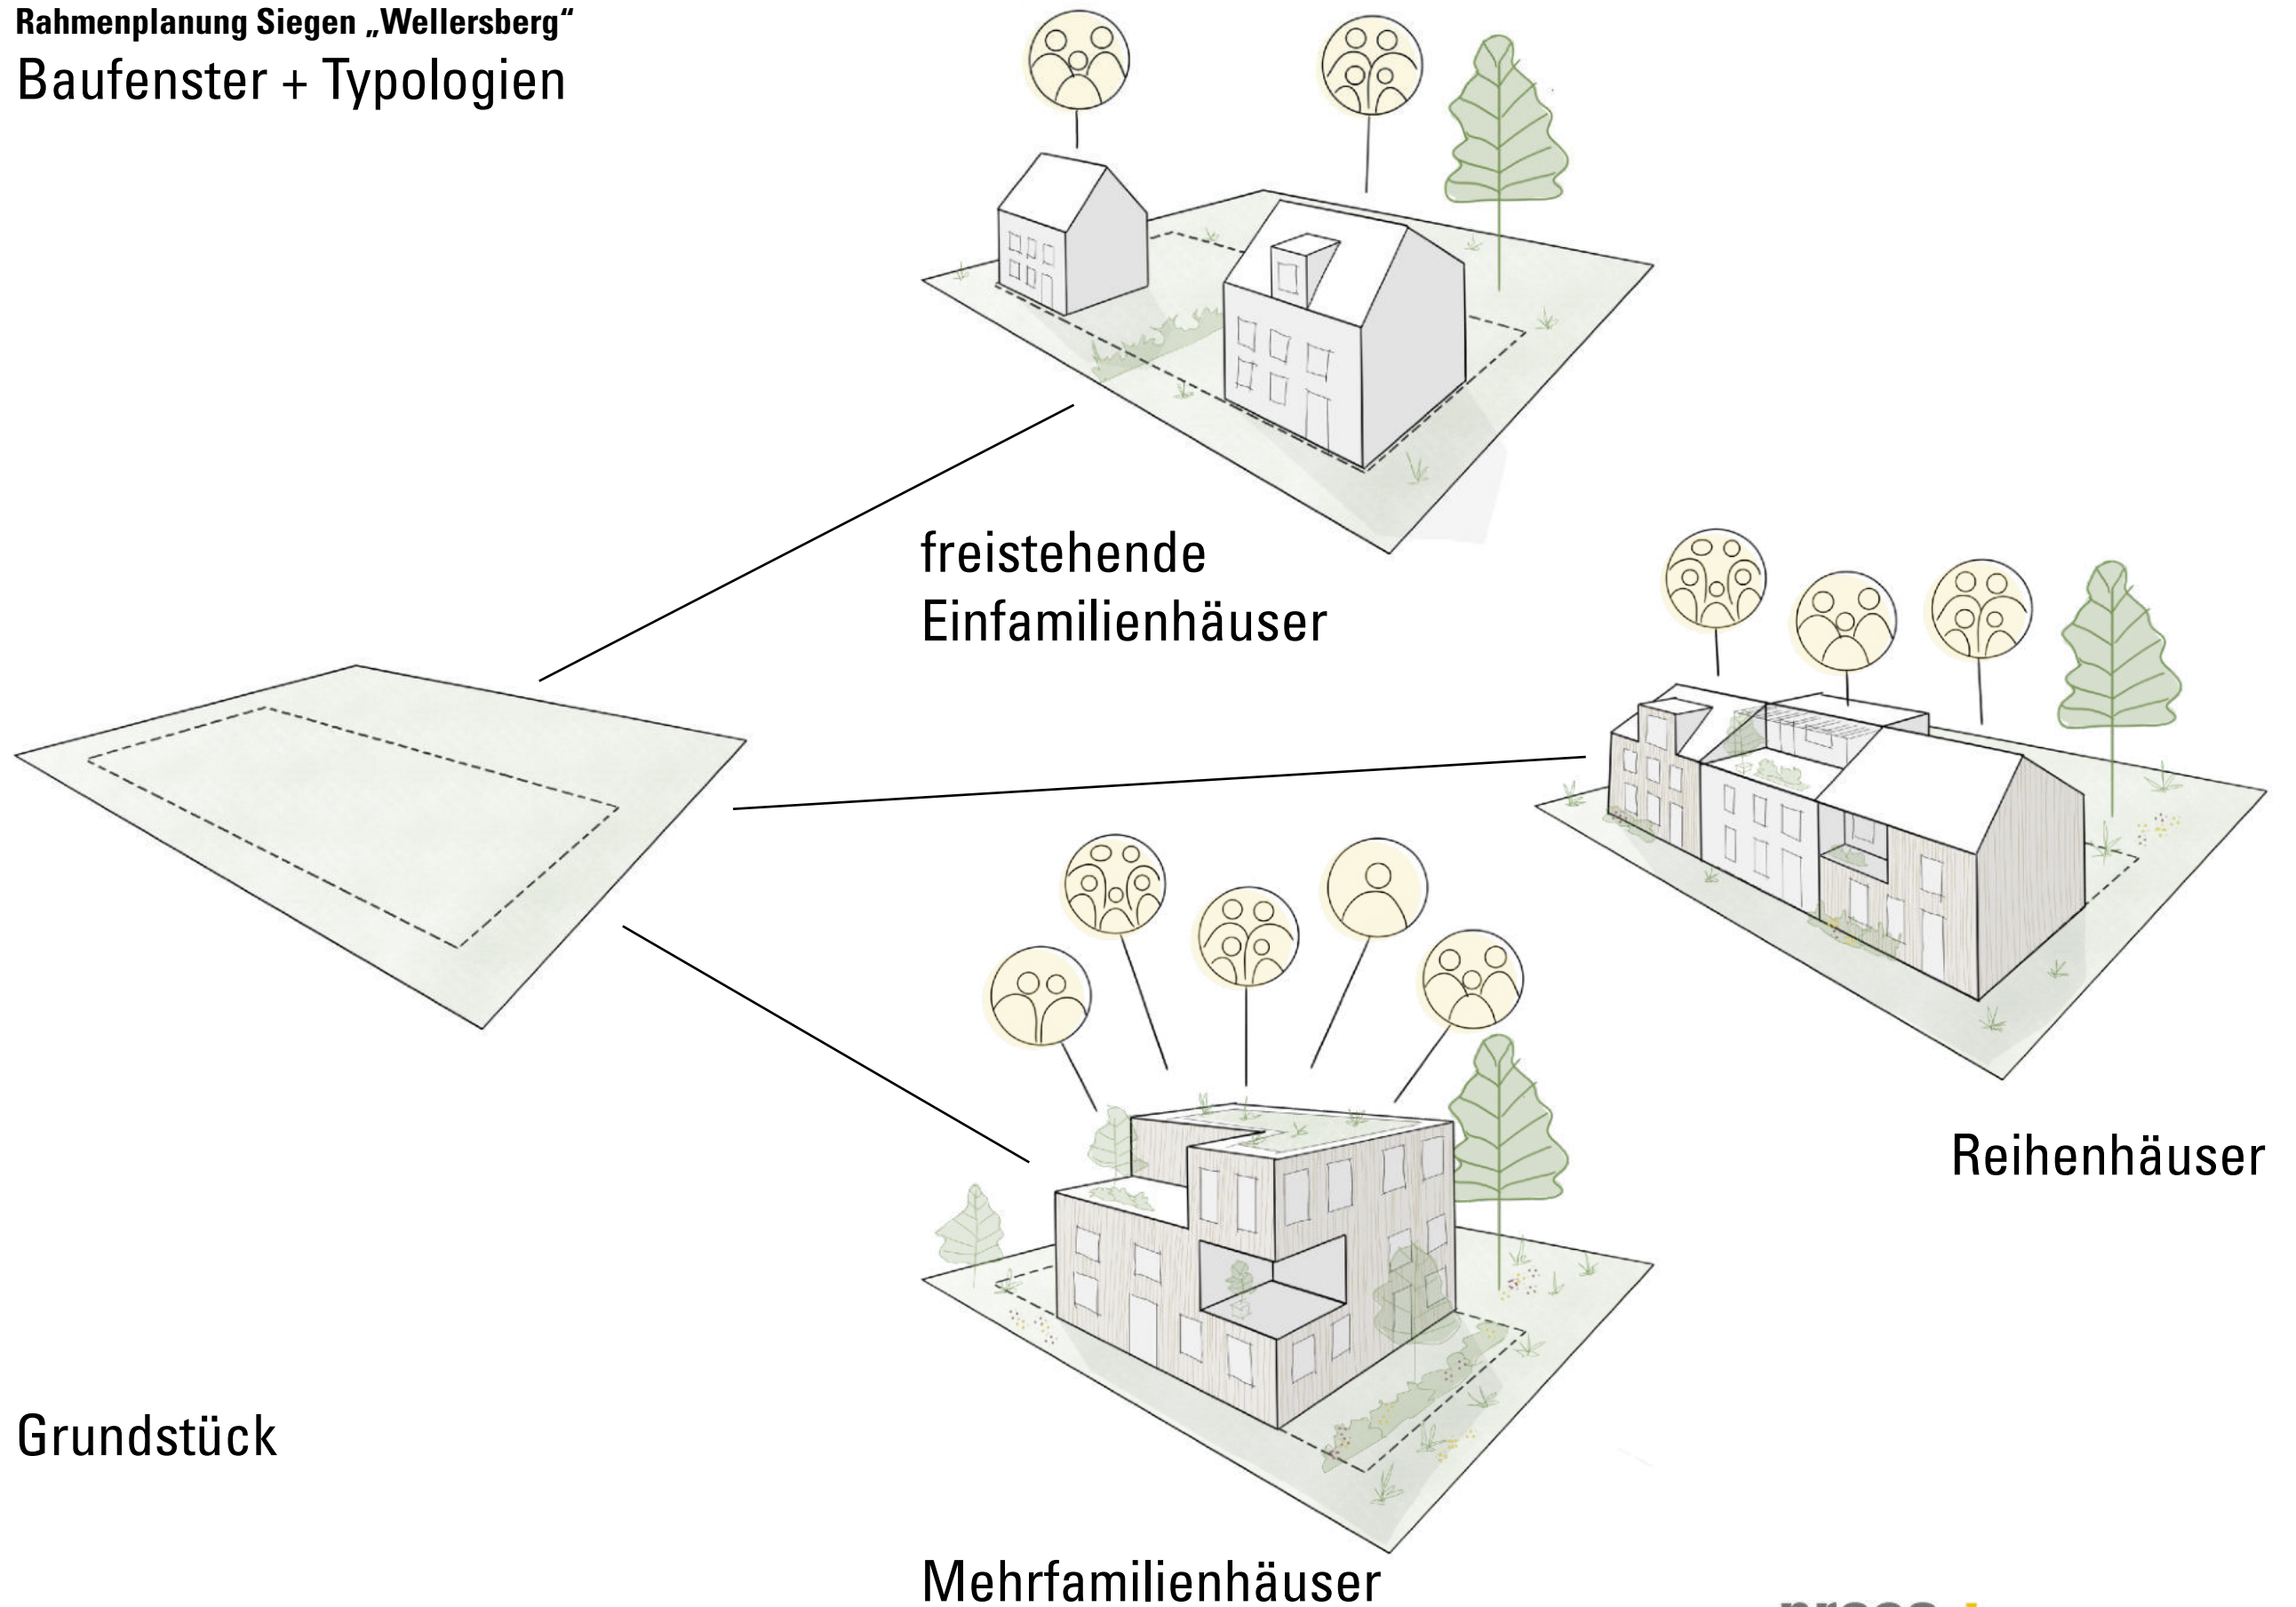 Rahmenplanung Siegen „Wellersberg“
Baufenster + Typologien
freistehende
Einfamilienhäuser
Reihenhäuser
Grundstück
Mehrfamilienhäuser